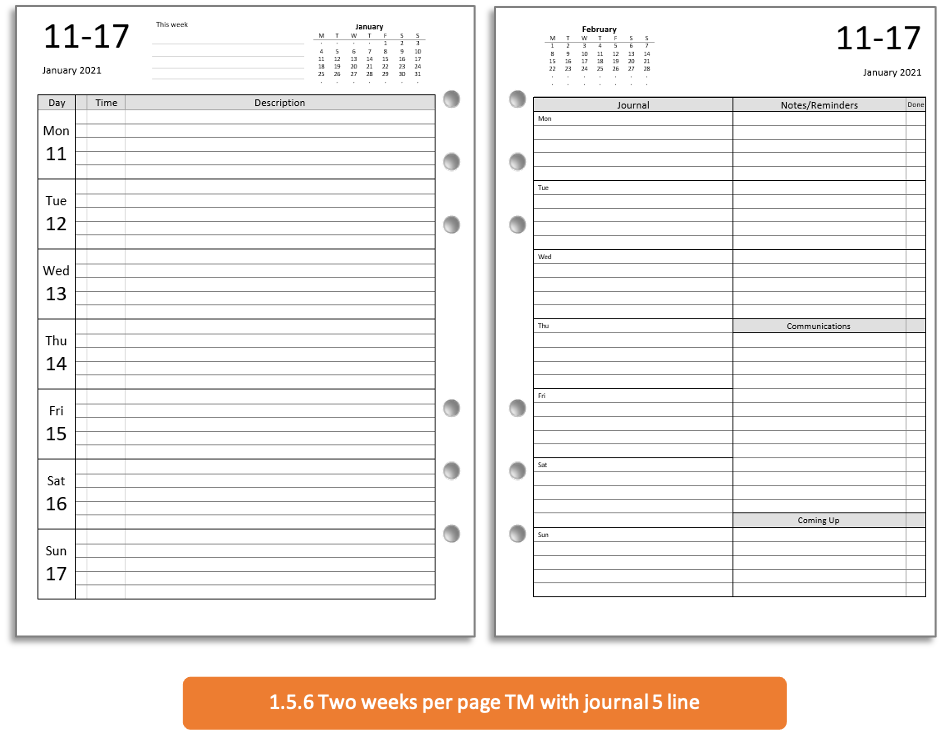 11-17
January 2021
This week
January
M T W T F S S
. . . . 1 2 3
4 5 6 7 8 9 10
11 12 13 14 15 16 17
18 19 20 21 22 23 24
25 26 27 28 29 30 31
. . . . . . .
Day Time Description
Mon
11
Tue
12
Wed
13
Thu
14
Fri
15
Sat
16
Sun
17
February
M T W T F S S
1 2 3 4 5 6 7
8 9 10 11 12 13 14
15 16 17 18 19 20 21
22 23 24 25 26 27 28
. . . . . . .
. . . . . . .
11-17
January 2021
Journal Notes/Reminders Done
Mon
Tue
Wed
Thu Communications
Fri
Sat
Coming Up
Sun
1.5.6 Two weeks per page TM with journal 5 line